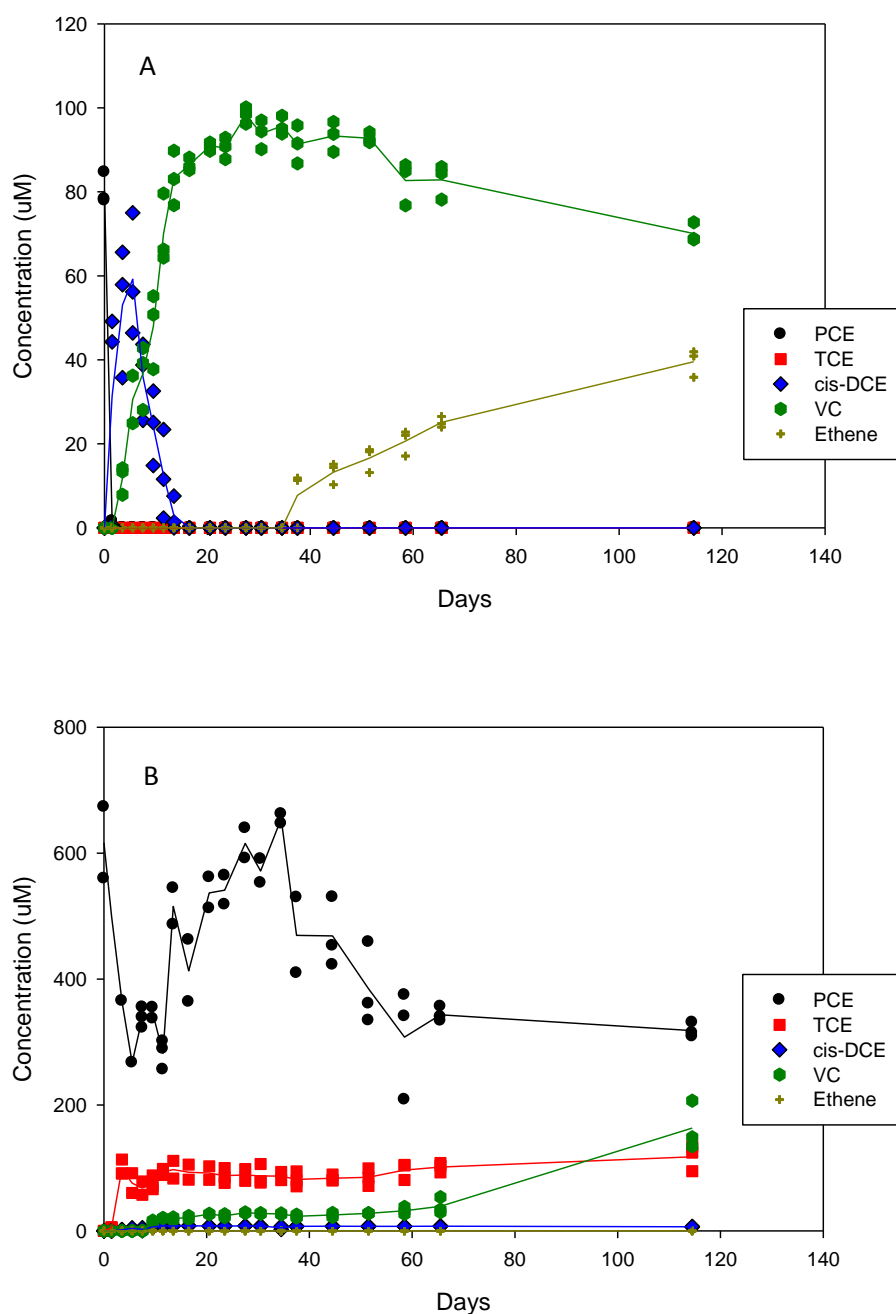 120
A
100
80
60
40
20
0
Concentration (uM)
PCE
TCE
cis-DCE
VC
Ethene
0 20 40 60 80 100 120 140
Days
800
B
600
400
200
0
Concentration (uM)
PCE
TCE
cis-DCE
VC
Ethene
0 20 40 60 80 100 120 140
Days